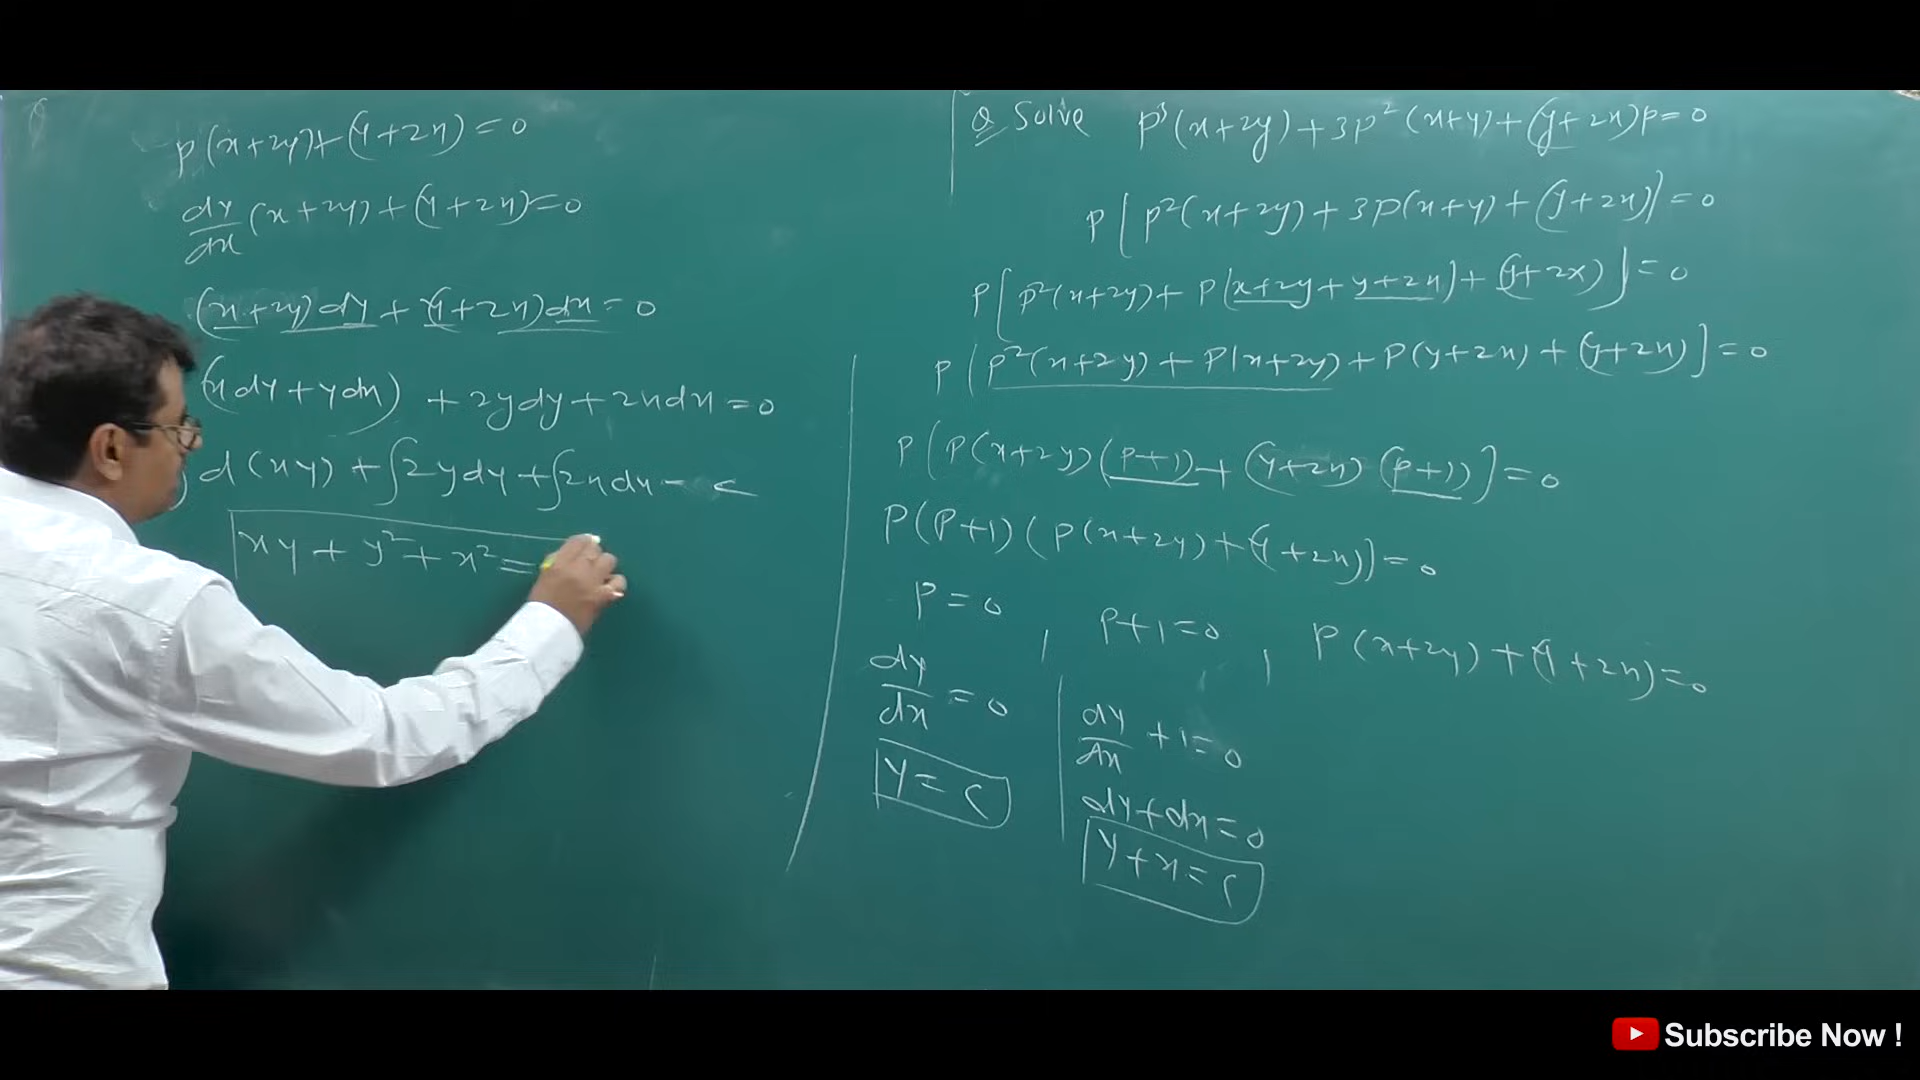 Q Solve p³(x+2y)+3p²(x+y)+(y+2x)p=0
p[p²(x+2y)+3p(x+y)+(y+2x)]=0
p[p²(x+2y)+p(x+2y+y+2x)+(y+2x)]=0
p[p²(x+2y)+p(x+2y)+p(y+2x)+(y+2x)]=0
p[p(x+2y)(p+1)+(y+2x)(p+1)]=0
p(p+1)(p(x+2y)+(y+2x)]=0
p=0 , p+1=0 , p(x+2y)+(y+2x)=0
dy/dx=0
y=c
dy/dx+1=0
dy+dx=0
y+x=c
p(x+2y)+(y+2x)=0
dy/dx(x+2y)+(y+2x)=0
(x+2y)dy+(y+2x)dx=0
(xdy+ydx)+2ydy+2xdx=0
∫d(xy)+∫2ydy+∫2xdx=c
xy+y²+x²=
Subscribe Now !